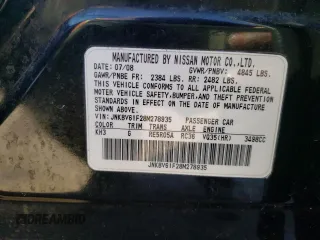 MANUFACTURED BY NISSAN MOTOR CO.,LTD.
DATE: 07/08 GVWR/PNBV: 4845 LBS.
GAWR/PNBE FR: 2384 LBS. RR: 2482 LBS.
THIS VEHICLE CONFORMS TO ALL APPLICABLE
FEDERAL MOTOR VEHICLE SAFETY, BUMPER,
AND THEFT PREVENTION STANDARDS IN
EFFECT ON THE DATE OF MANUFACTURE
SHOWN ABOVE.
VIN: JNKBV61F28M278835 PASSENGER CAR
COLOR TRIM TRANS AXLE ENGINE
KH3 G RE5R05A RC36 VQ35(HR) 3498CC
JNKBV61F28M278835